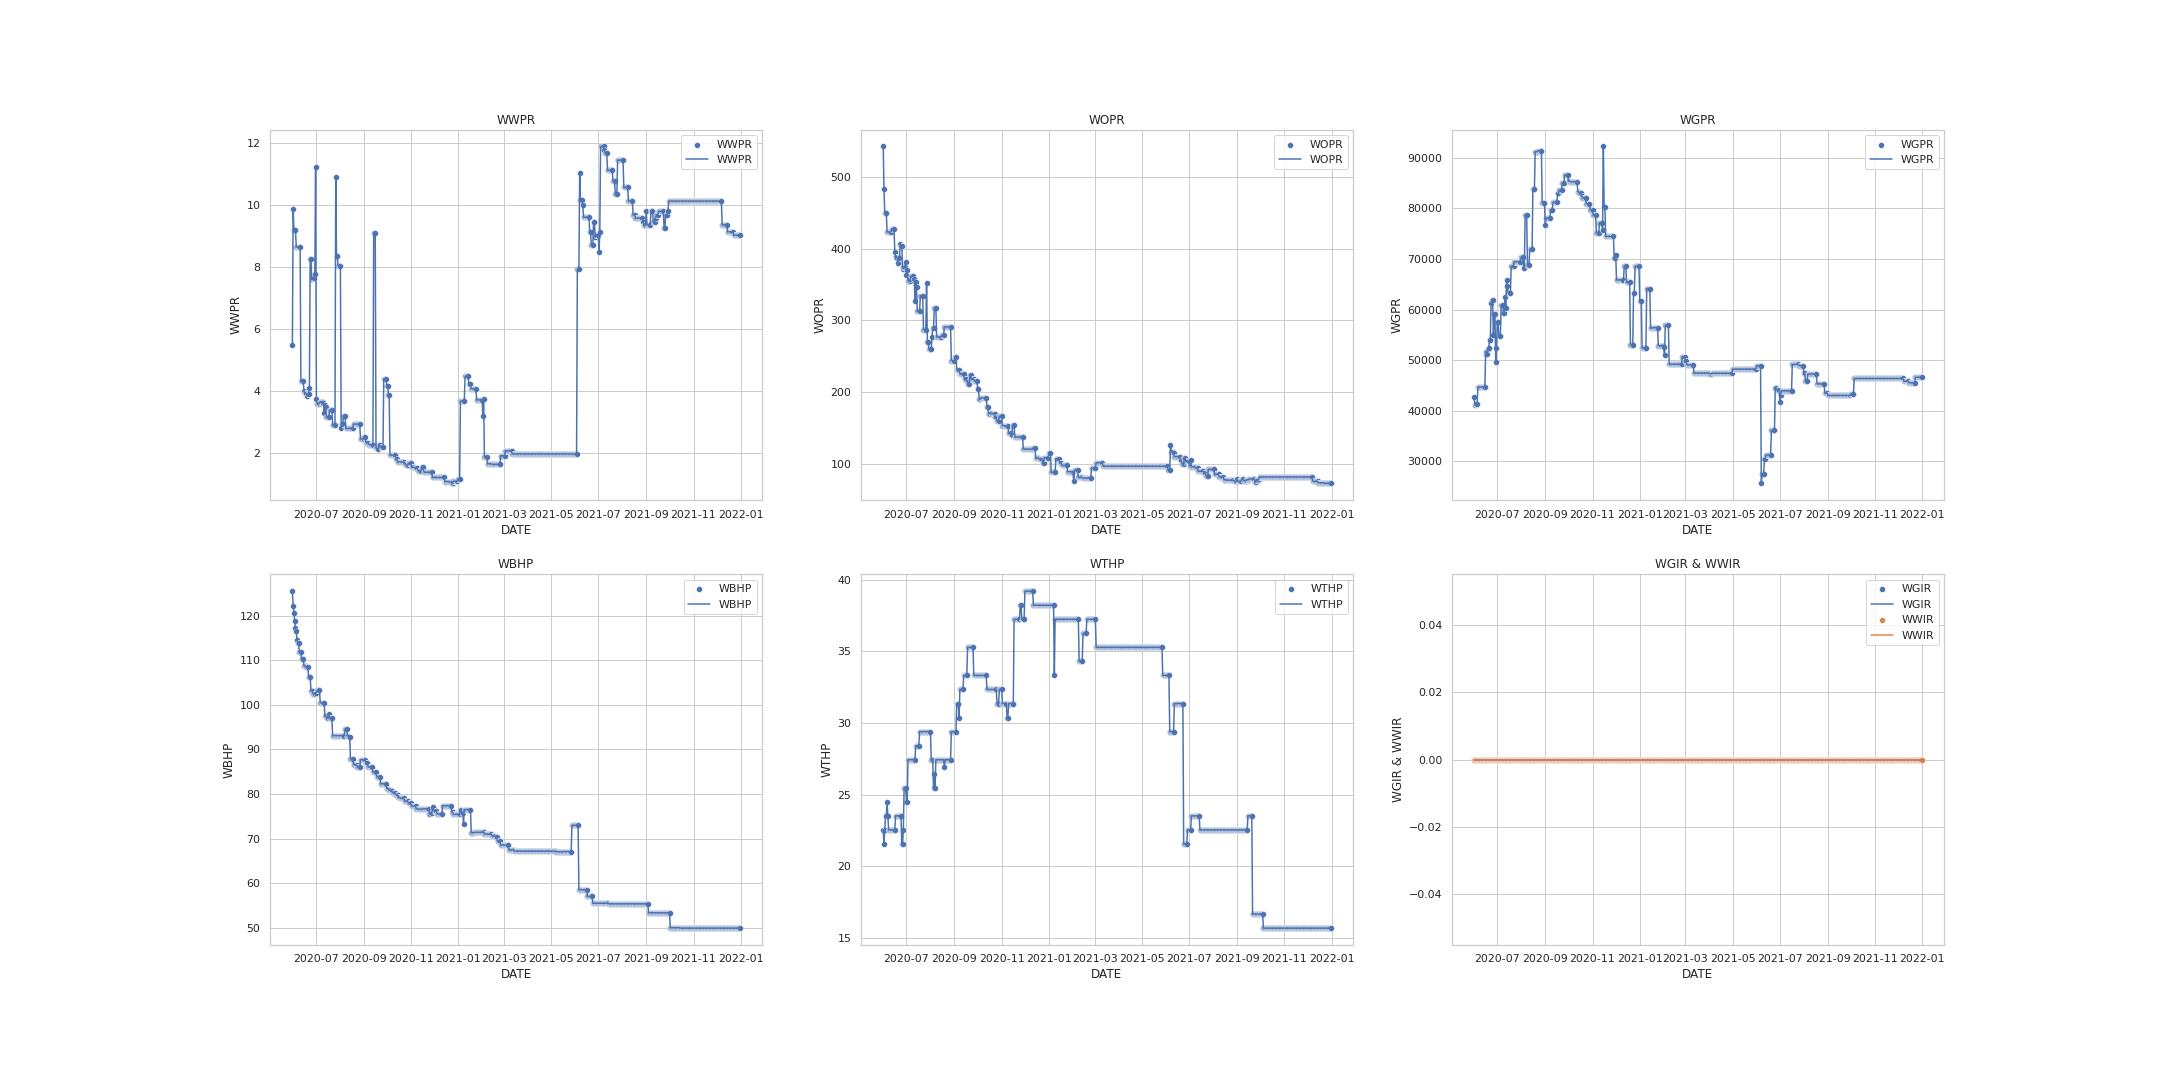 WWPR
WWPR
WWPR
12
10
8
6
4
2
WWPR
2020-07 2020-09 2020-11 2021-01 2021-03 2021-05 2021-07 2021-09 2021-11 2022-01
DATE
WOPR
WOPR
WOPR
500
400
300
200
100
WOPR
2020-07 2020-09 2020-11 2021-01 2021-03 2021-05 2021-07 2021-09 2021-11 2022-01
DATE
WGPR
WGPR
WGPR
90000
80000
70000
60000
50000
40000
30000
WGPR
2020-07 2020-09 2020-11 2021-01 2021-03 2021-05 2021-07 2021-09 2021-11 2022-01
DATE
WBHP
WBHP
WBHP
120
110
100
90
80
70
60
50
WBHP
2020-07 2020-09 2020-11 2021-01 2021-03 2021-05 2021-07 2021-09 2021-11 2022-01
DATE
WTHP
WTHP
WTHP
40
35
30
25
20
15
WTHP
2020-07 2020-09 2020-11 2021-01 2021-03 2021-05 2021-07 2021-09 2021-11 2022-01
DATE
WGIR & WWIR
WGIR
WGIR
WWIR
WWIR
0.04
0.02
0.00
−0.02
−0.04
WGIR & WWIR
2020-07 2020-09 2020-11 2021-01 2021-03 2021-05 2021-07 2021-09 2021-11 2022-01
DATE